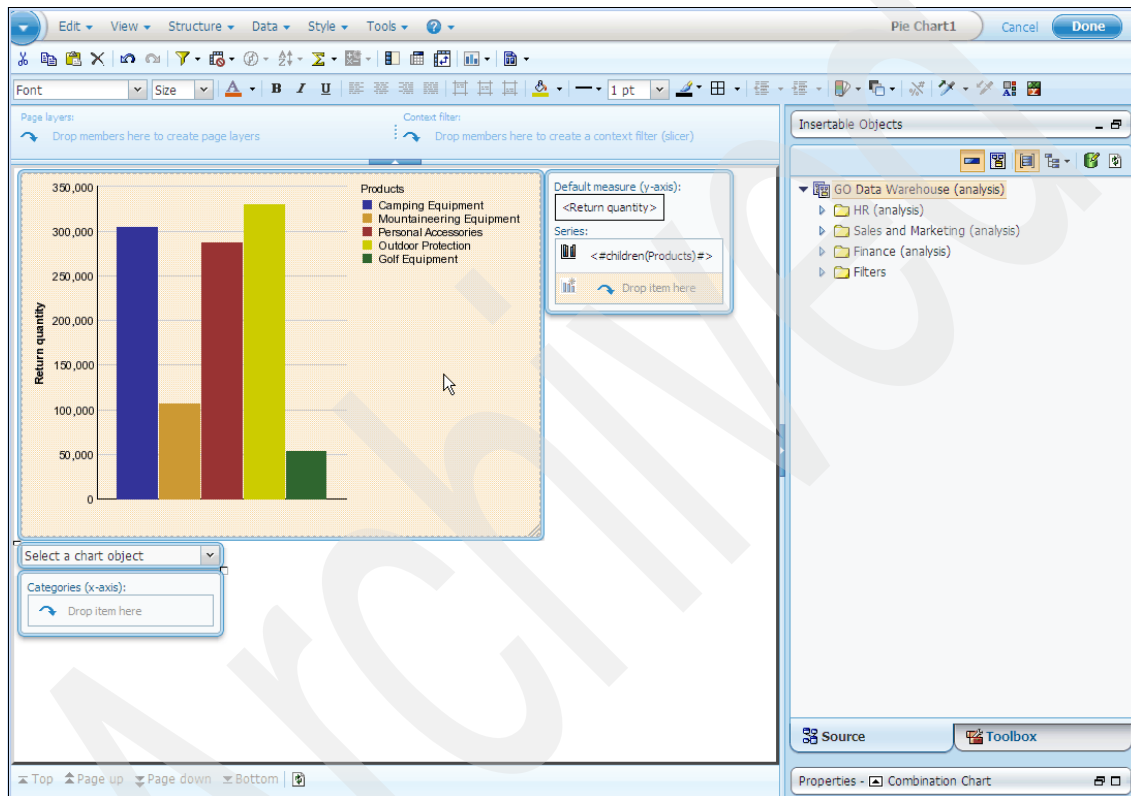 Edit View Structure Data Style Tools Pie Chart1 Cancel Done
Font Size A B I U 1 pt
Page layers: Context filter:
Drop members here to create page layers Drop members here to create a context filter (slicer)
Insertable Objects
GO Data Warehouse (analysis)
HR (analysis)
Sales and Marketing (analysis)
Finance (analysis)
Filters
350,000
300,000
250,000
200,000
150,000
100,000
50,000
0
Return quantity
Products
Camping Equipment
Mountaineering Equipment
Personal Accessories
Outdoor Protection
Golf Equipment
Default measure (y-axis):
<Return quantity>
Series:
<#children(Products)#>
Drop item here
Select a chart object
Categories (x-axis):
Drop item here
Source Toolbox
Top Page up Page down Bottom
Properties - Combination Chart
Archived